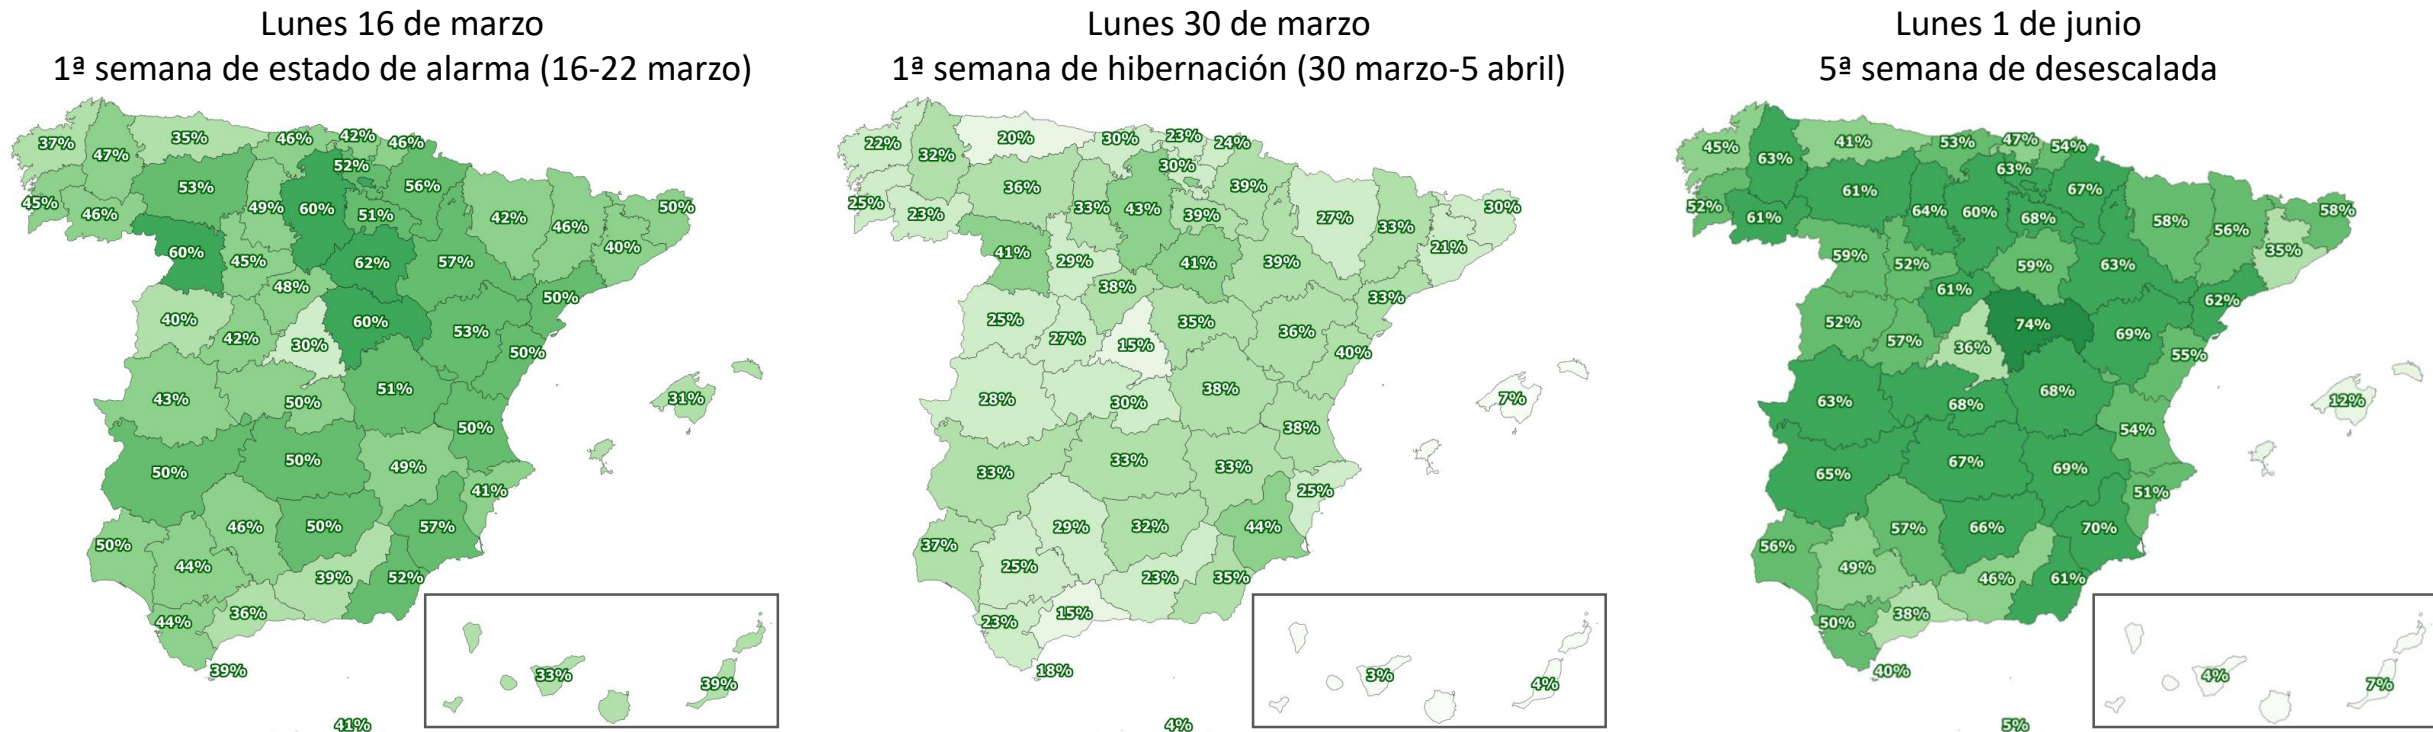 Lunes 16 de marzo
1ª semana de estado de alarma (16-22 marzo)
37% 47% 35% 46% 42% 46%
52%
53% 56%
45% 46% 49% 60% 51% 42% 46% 50%
60% 45% 62% 57% 40%
48% 50%
40% 42% 30% 60% 53% 50%
43% 50% 51% 31%
50% 50% 49% 50%
41%
50% 46% 50% 57%
44% 39% 52%
44% 36%
39% 33% 39%
41%
Lunes 30 de marzo
1ª semana de hibernación (30 marzo-5 abril)
22% 32% 20% 30% 23% 24%
30%
36% 39%
25% 23% 33% 43% 39% 27% 33% 30%
41% 29% 41% 39% 21%
38% 33%
25% 27% 15% 35% 36% 40%
28% 30% 38% 7%
33% 33% 33% 38%
25%
37% 29% 32% 44%
25% 23% 35%
23% 15%
18% 3% 4%
4%
Lunes 1 de junio
5ª semana de desescalada
45% 63% 41% 53% 47% 54%
63%
61% 67%
52% 61% 64% 60% 68% 58% 56% 58%
59% 52% 59% 63% 35%
61% 62%
52% 57% 36% 74% 69% 55%
63% 68% 68% 12%
65% 67% 69% 54%
51%
56% 57% 66% 70%
49% 46% 61%
50% 38%
40% 4% 7%
5%